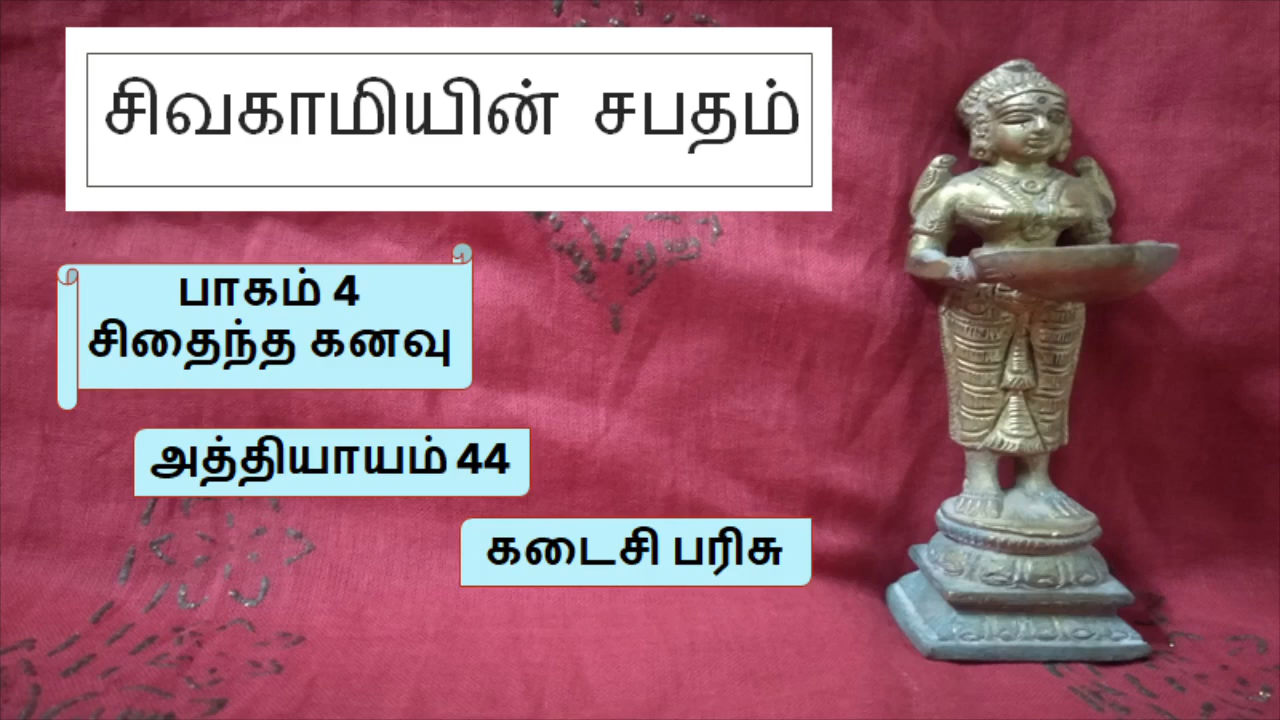 சிவகாமியின் சபதம்
பாகம் 4
சிதைந்த கனவு
அத்தியாயம் 44
கடைசி பரிசு